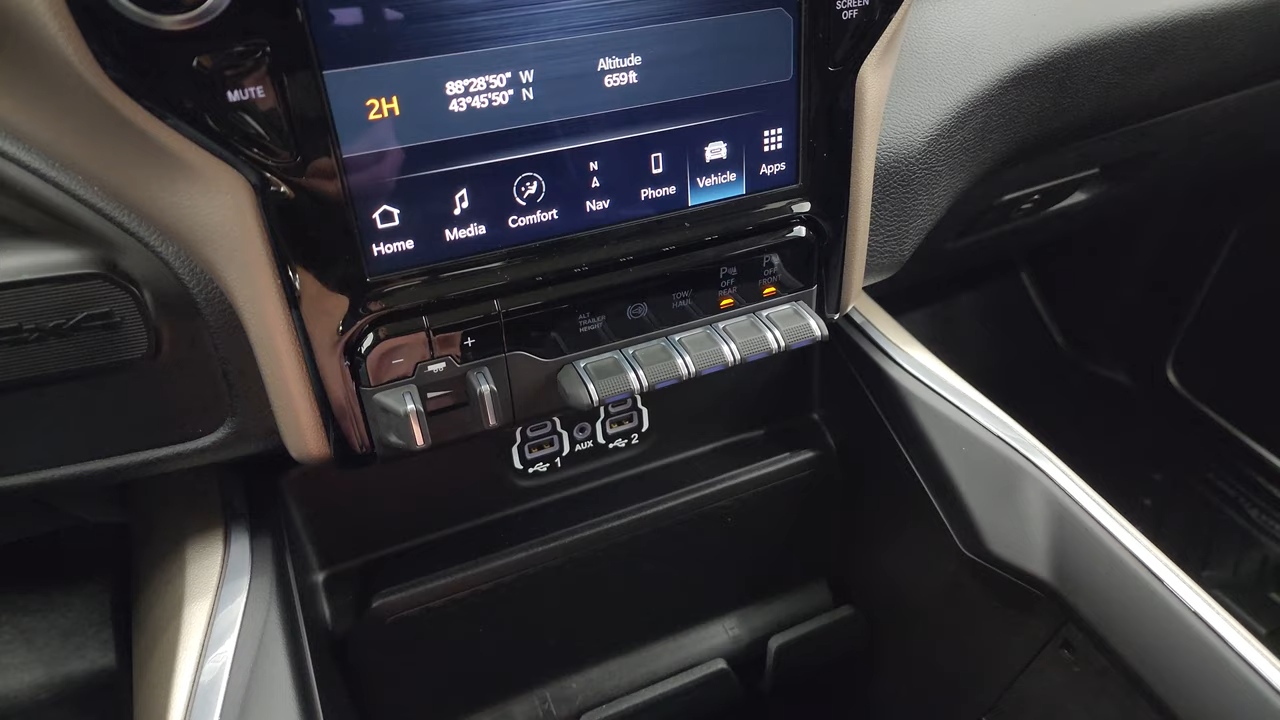 SCREEN
OFF
MUTE
2H
88°28'50" W
43°45'50" N
Altitude
659 ft
Home
Media
Comfort
N
Nav
Phone
Vehicle
Apps
ALT
TRAILER
HEIGHT
TOW/
HAUL
P
OFF
REAR
P
OFF
FRONT
−
+
1
AUX
2